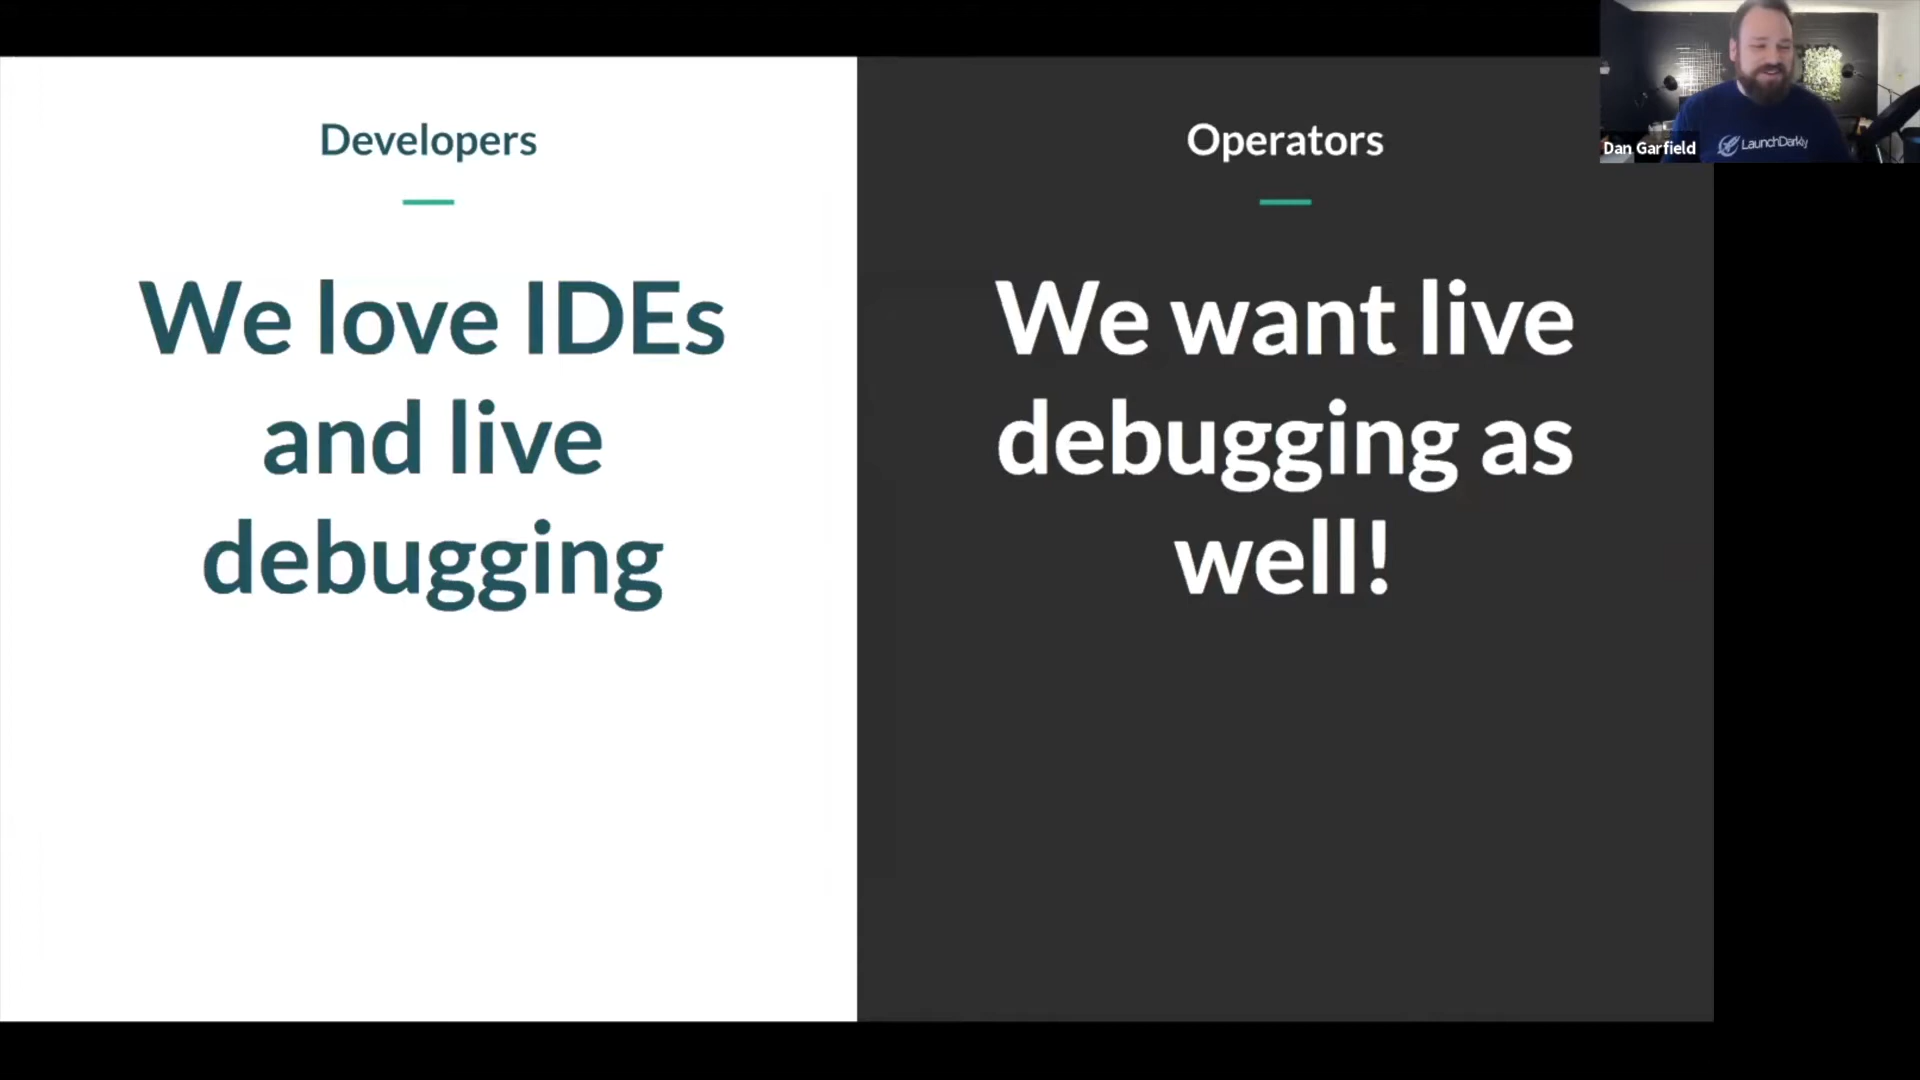 Developers
We love IDEs
and live
debugging
Operators
We want live
debugging as
well!
Dan Garfield
LaunchDarkly